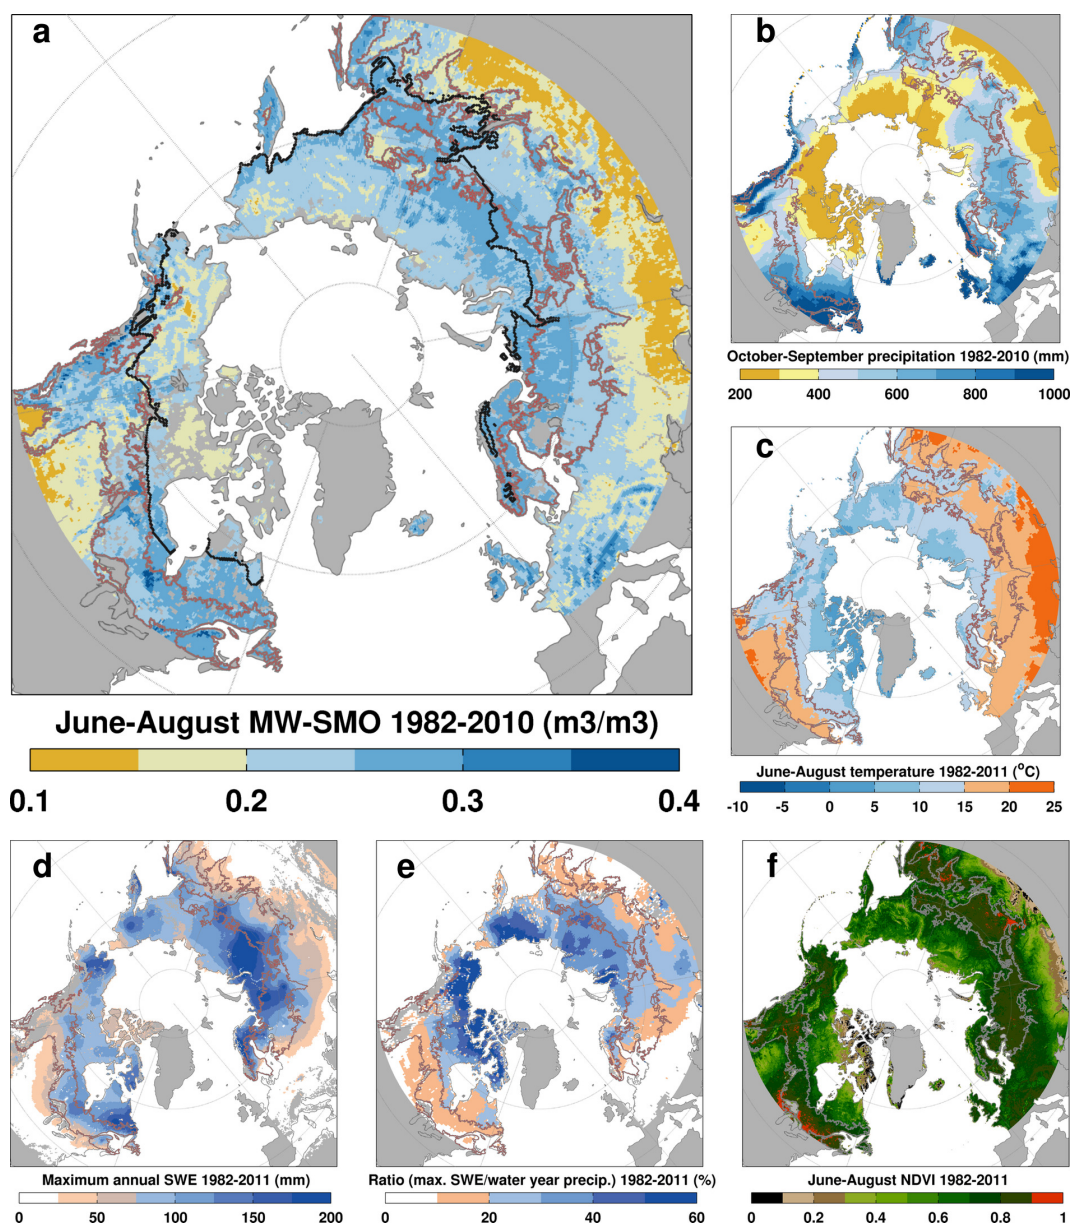 a
June-August MW-SMO 1982-2010 (m3/m3)
0.1 0.2 0.3 0.4
b
October-September precipitation 1982-2010 (mm)
200 400 600 800 1000
c
June-August temperature 1982-2011 (°C)
-10 -5 0 5 10 15 20 25
d
Maximum annual SWE 1982-2011 (mm)
0 50 100 150 200
e
Ratio (max. SWE/water year precip.) 1982-2011 (%)
0 20 40 60
f
June-August NDVI 1982-2011
0 0.2 0.4 0.6 0.8 1